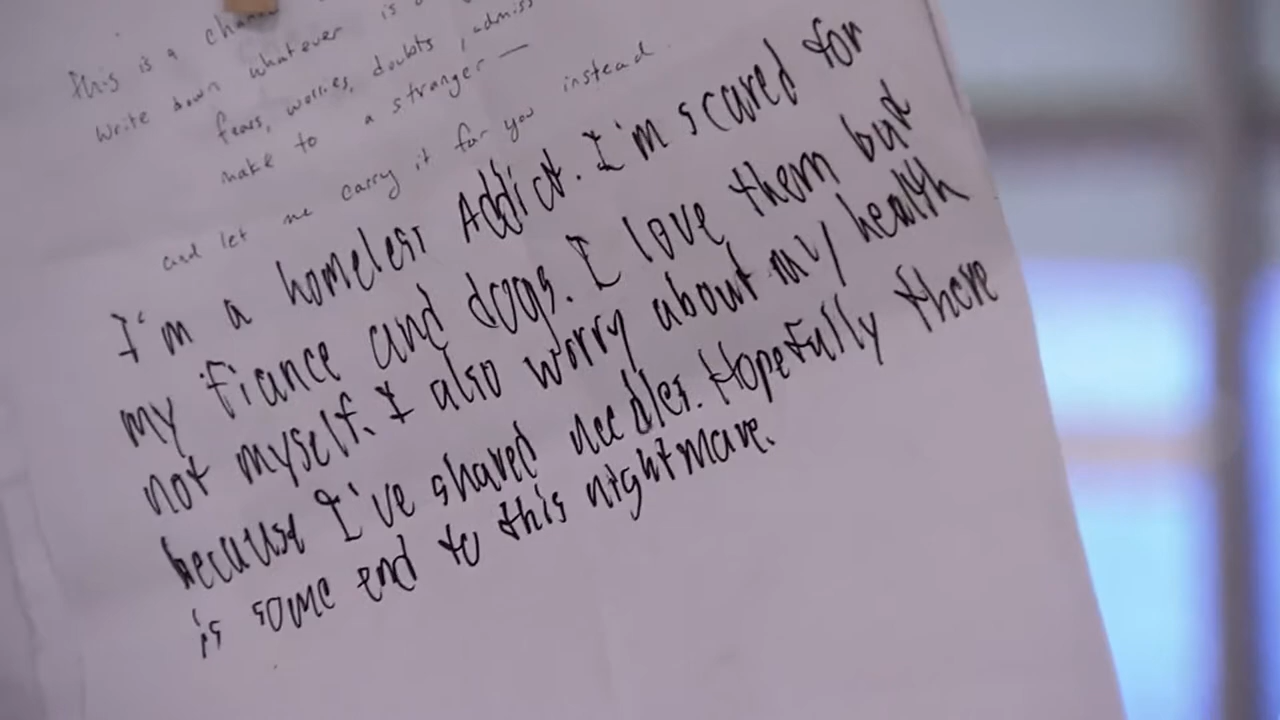 This is a
Write down whatever is
fears, worries, doubts, admiss
make to a stranger —
and let me carry it for you instead.
I'm a homeless Addict. I'm scared for
my fiance and dogs. I love them but
not myself. I also worry about my health
because I've shared needles. Hopefully there
is some end to this nightmare.